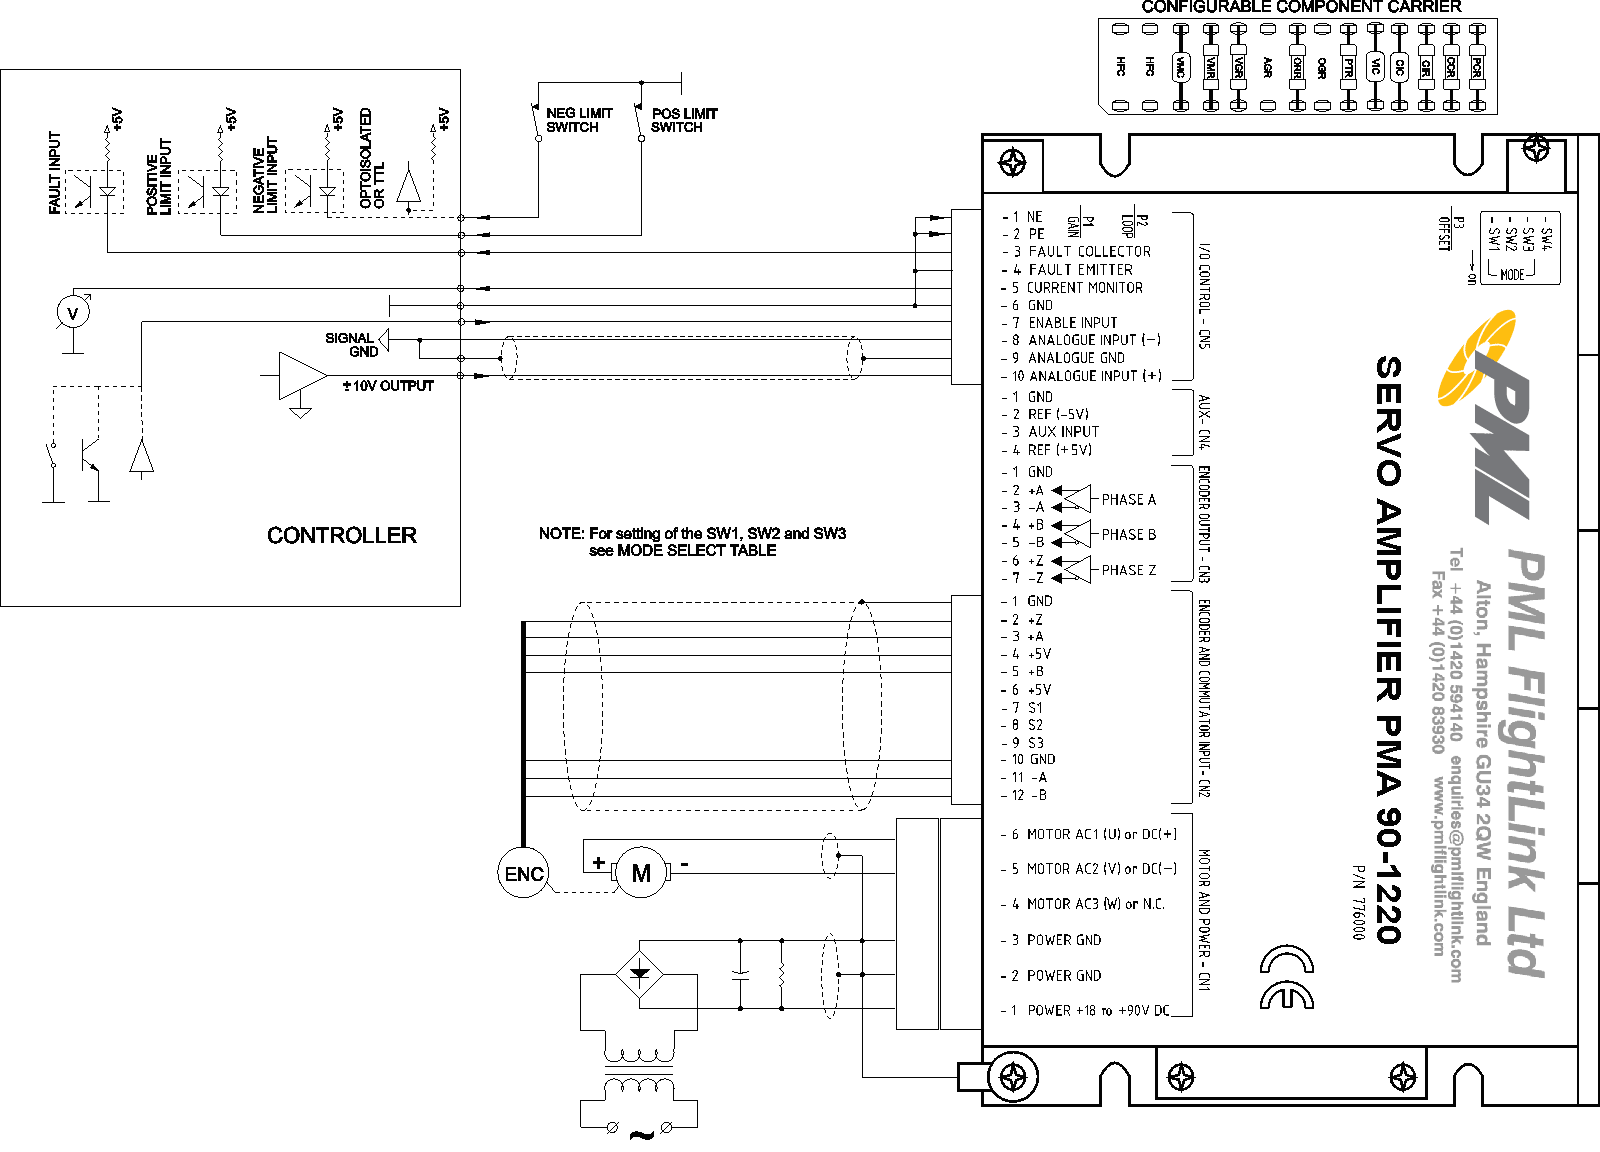 CONFIGURABLE COMPONENT CARRIER
HFC
HFC
VMC
VMR
VGR
AGR
ORR
OGR
PTR
VIC
CIC
CIR
CCR
PCR
FAULT INPUT
+5V
POSITIVE
LIMIT INPUT
+5V
NEGATIVE
LIMIT INPUT
+5V
OPTOISOLATED
OR TTL
+5V
NEG LIMIT
SWITCH
POS LIMIT
SWITCH
V
SIGNAL
GND
±10V OUTPUT
CONTROLLER
NOTE: For setting of the SW1, SW2 and SW3
see MODE SELECT TABLE
ENC
+
M
-
~
- 1 NE
- 2 PE
- 3 FAULT COLLECTOR
- 4 FAULT EMITTER
- 5 CURRENT MONITOR
- 6 GND
- 7 ENABLE INPUT
- 8 ANALOGUE INPUT (-)
- 9 ANALOGUE GND
- 10 ANALOGUE INPUT (+)
P1
GAIN
P2
LOOP
I/O CONTROL - CN5
- 1 GND
- 2 REF (-5V)
- 3 AUX INPUT
- 4 REF (+5V)
AUX- CN4
- 1 GND
- 2 +A
- 3 -A
PHASE A
- 4 +B
- 5 -B
PHASE B
- 6 +Z
- 7 -Z
PHASE Z
ENCODER OUTPUT - CN3
- 1 GND
- 2 +Z
- 3 +A
- 4 +5V
- 5 +B
- 6 +5V
- 7 S1
- 8 S2
- 9 S3
- 10 GND
- 11 -A
- 12 -B
ENCODER AND COMMUTATOR INPUT- CN2
- 6 MOTOR AC1 (U) or DC(+)
- 5 MOTOR AC2 (V) or DC(-)
- 4 MOTOR AC3 (W) or N.C.
- 3 POWER GND
- 2 POWER GND
- 1 POWER +18 to +90V DC
MOTOR AND POWER - CN1
P3
OFFSET
on
- SW4
- SW3
- SW2
- SW1
MODE
SERVO AMPLIFIER PMA 90-1220
P/N 776000
CE
PML
PML FlightLink Ltd
Alton, Hampshire GU34 2QW England
Tel +44 (0)1420 594140 enquiries@pmlflightlink.com
Fax +44 (0)1420 83930 www.pmlflightlink.com